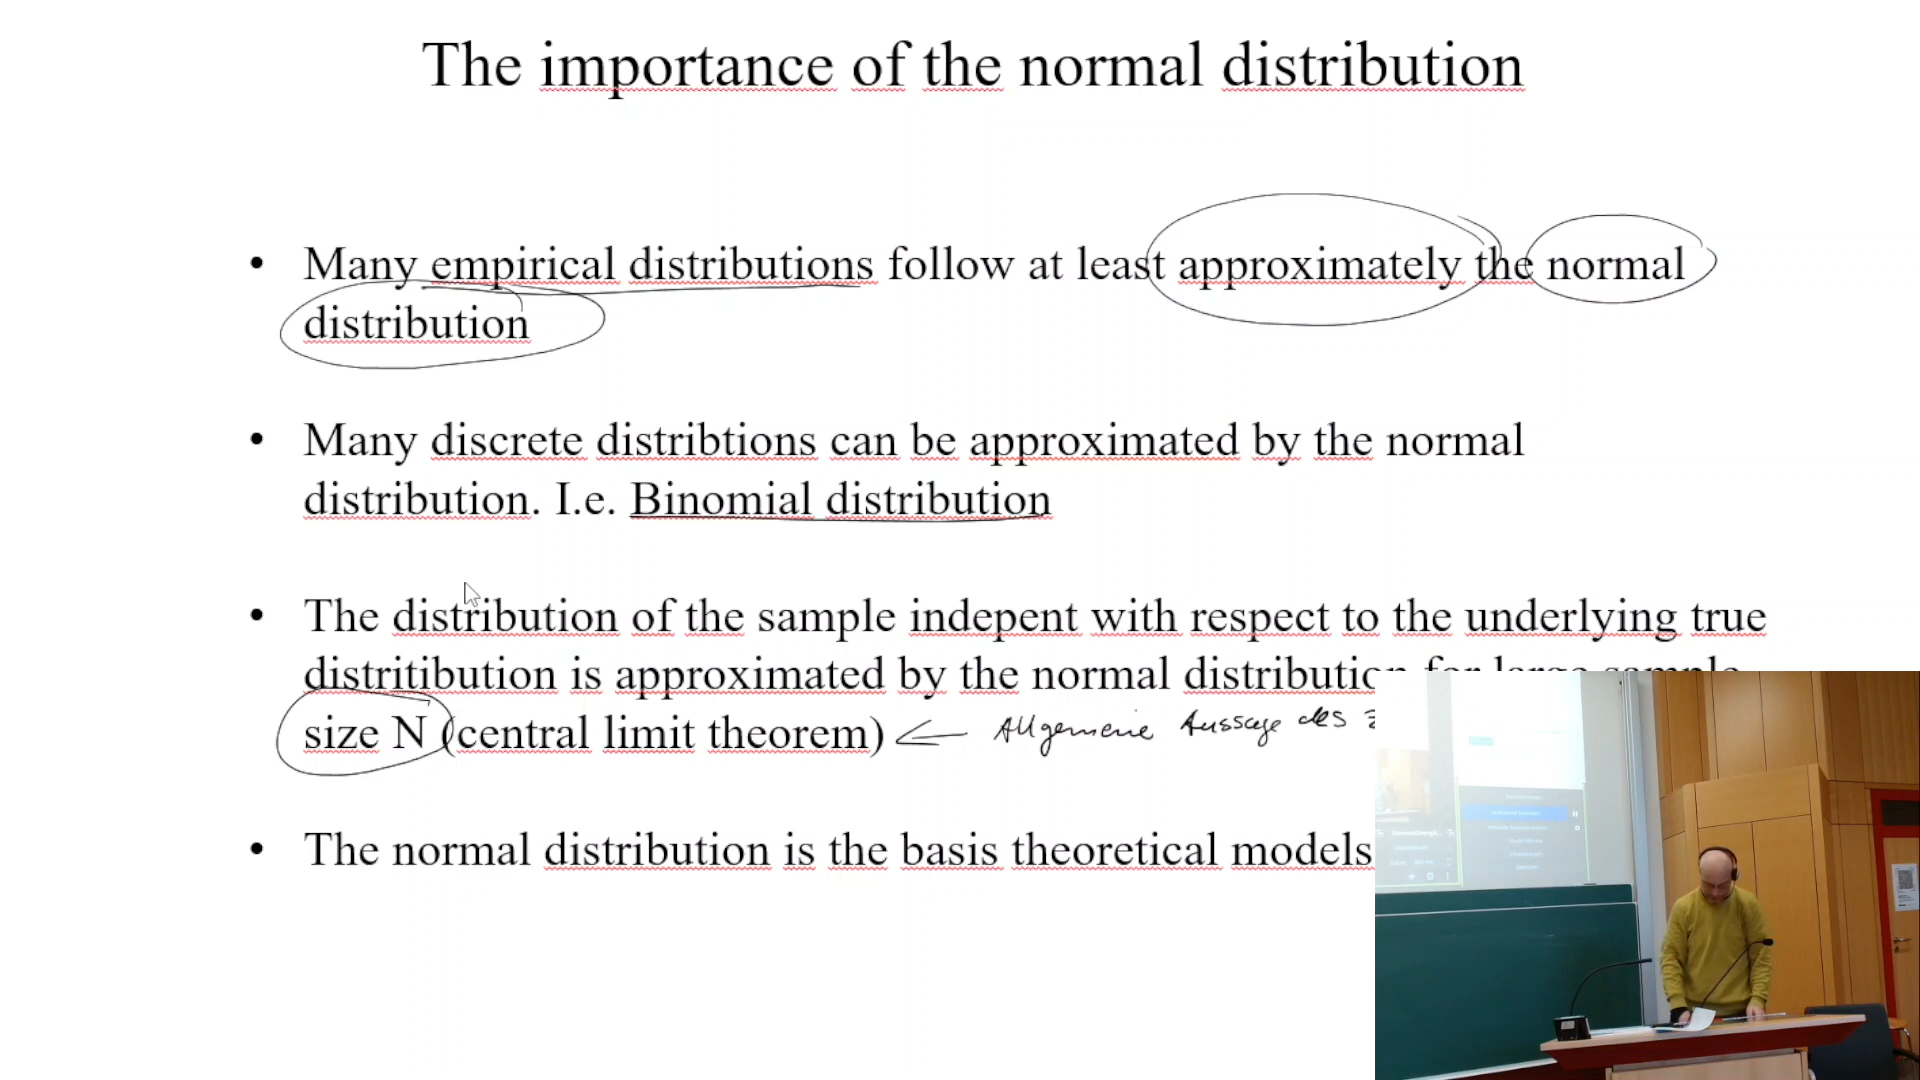 The importance of the normal distribution
• Many empirical distributions follow at least approximately the normal
distribution
• Many discrete distribtions can be approximated by the normal
distribution. I.e. Binomial distribution
• The distribution of the sample indepent with respect to the underlying true
distritibution is approximated by the normal distribution for large sample
size N (central limit theorem) ← Allgemeine Aussage des
• The normal distribution is the basis theoretical models